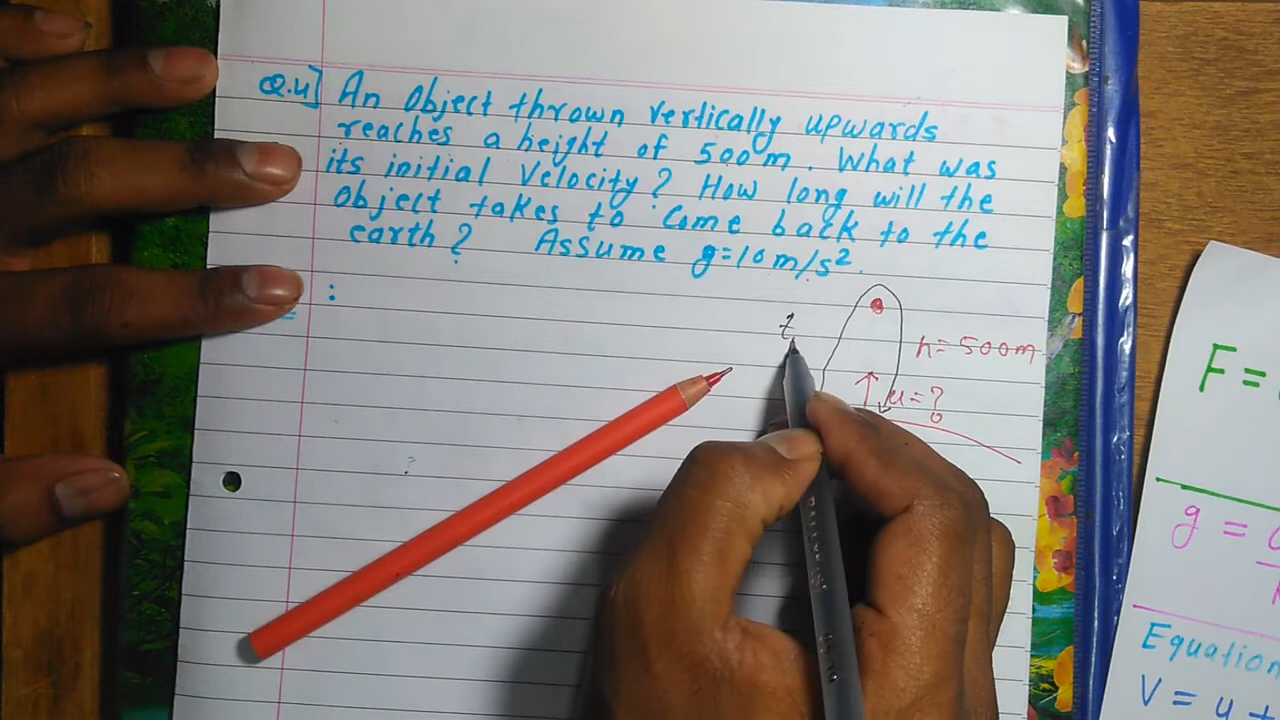 Q.4] An Object thrown vertically upwards
reaches a height of 500m. What was
its initial Velocity? How long will the
Object takes to Come back to the
earth? Assume g=10m/s².
:
t
h=500m
u=?
?
F=
g=
Equation
V=u+